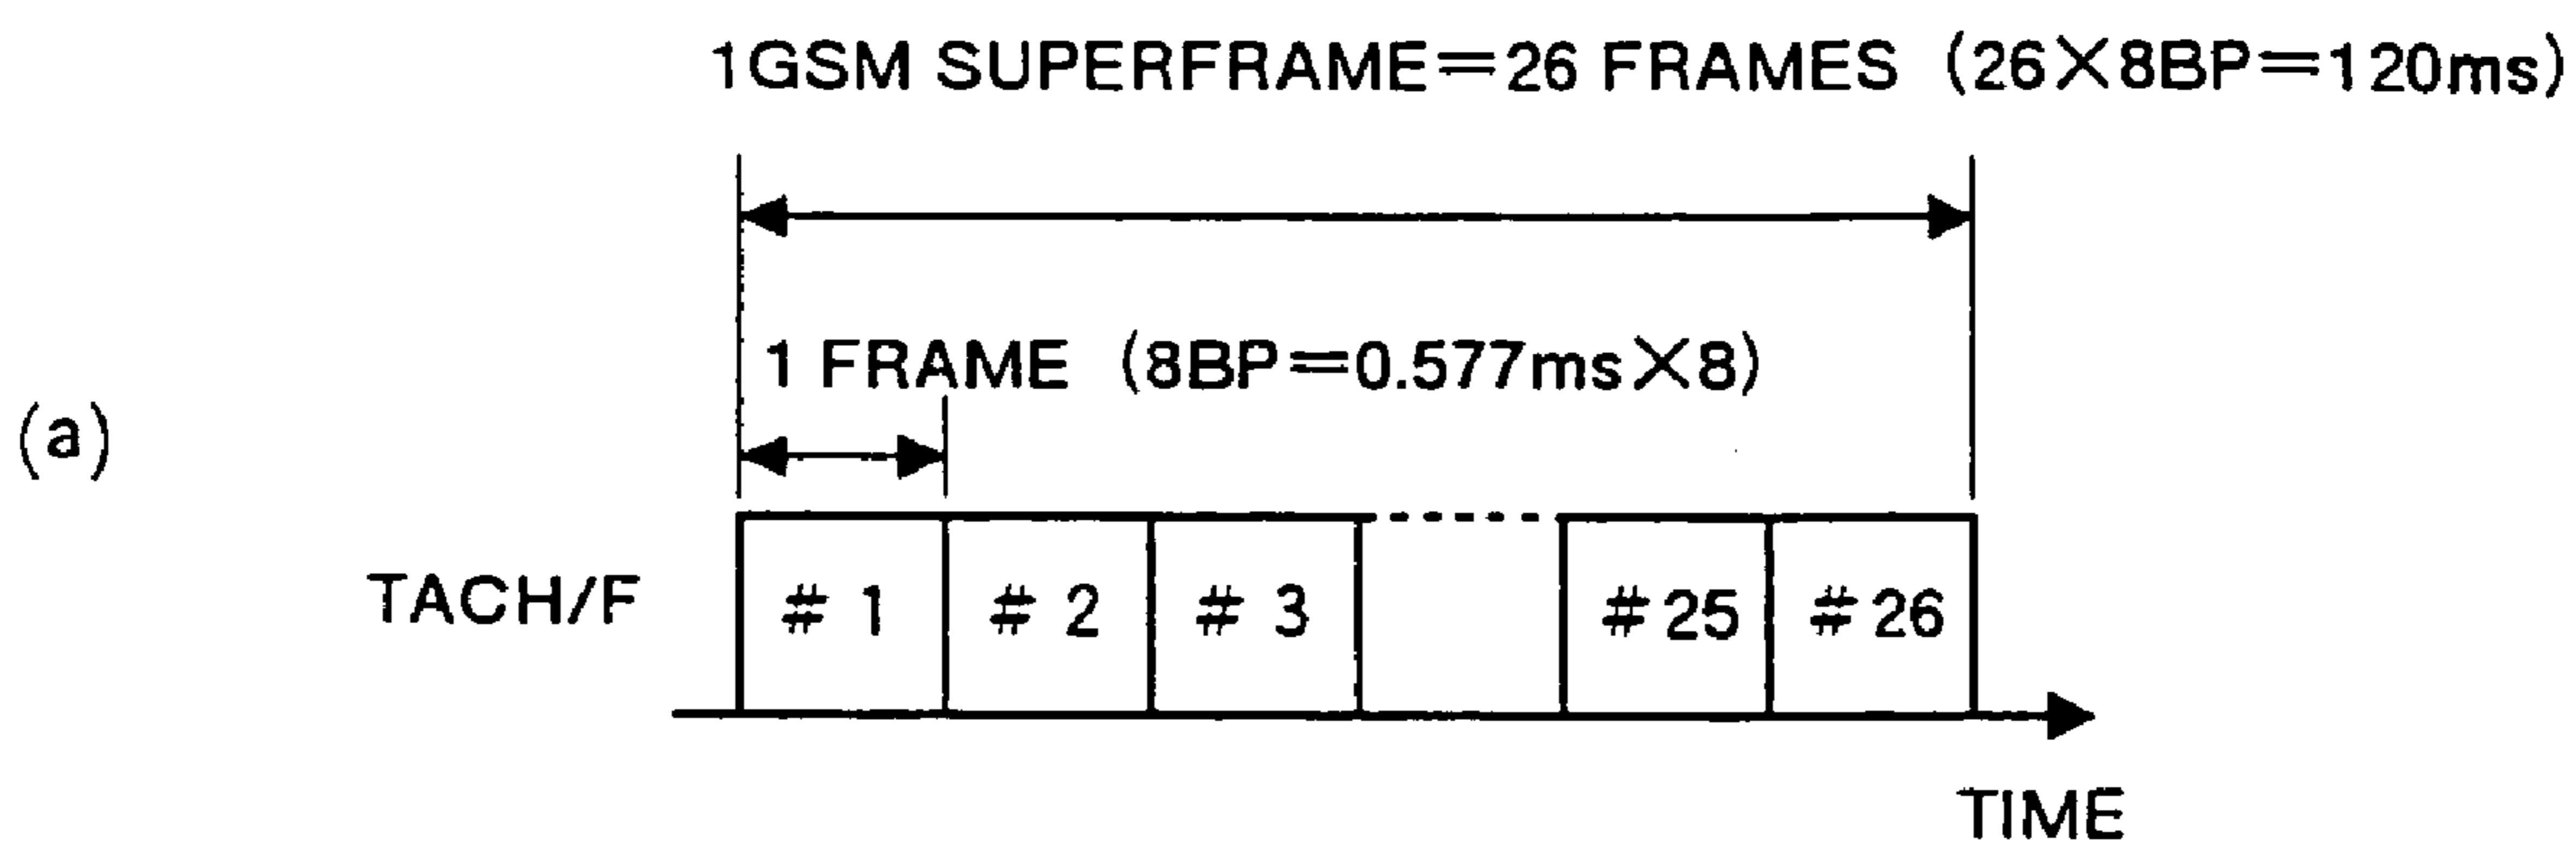 1GSM SUPERFRAME=26 FRAMES (26×8BP=120ms)
1 FRAME (8BP=0.577ms×8)
(a)
TACH/F # 1 # 2 # 3 #25 #26
TIME